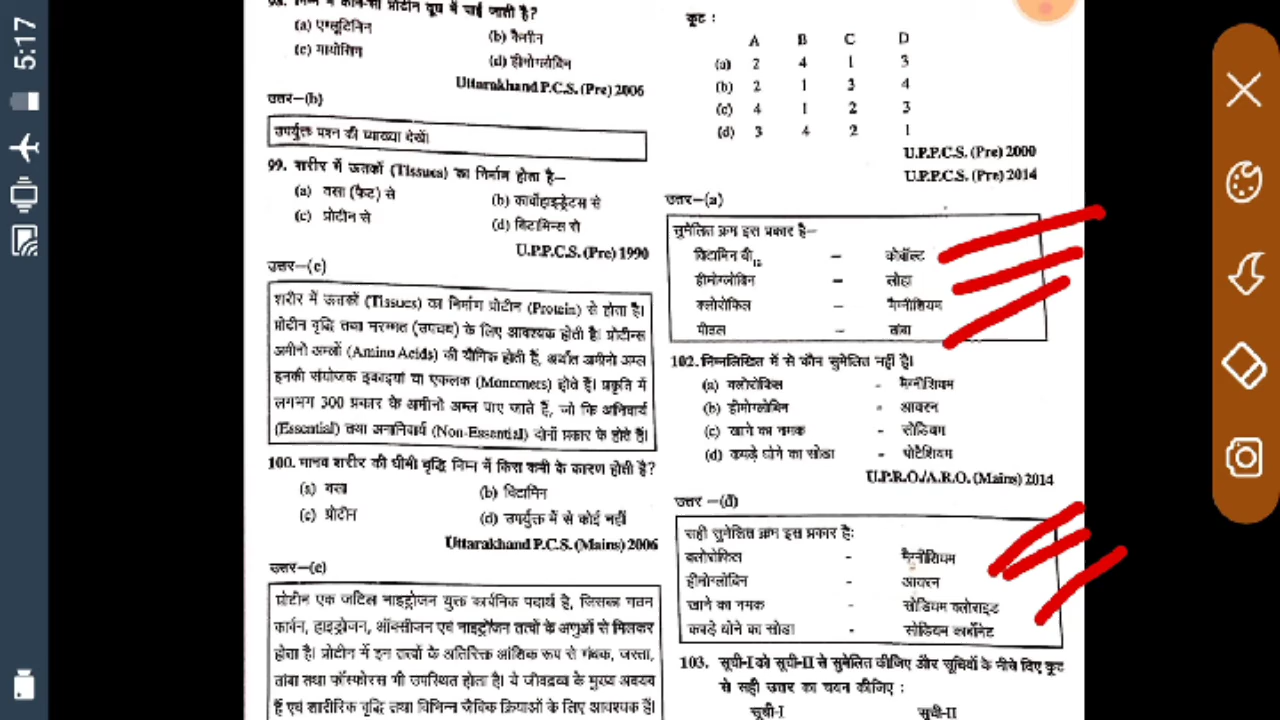 5:17
98. निम्न में कौन-सी प्रोटीन दूध में पाई जाती है?
(a) एग्लूटिनिन
(b) कैसीन
(c) मायोसिन
(d) हीमोग्लोबिन
Uttarakhand P.C.S. (Pre) 2006
उत्तर–(b)
उपर्युक्त प्रश्न की व्याख्या देखें।
99. शरीर में ऊतकों (Tissues) का निर्माण होता है–
(a) वसा (फैट) से
(b) कार्बोहाइड्रेटस से
(c) प्रोटीन से
(d) विटामिन्स से
U.P.P.C.S. (Pre) 1990
उत्तर–(c)
शरीर में ऊतकों (Tissues) का निर्माण प्रोटीन (Protein) से होता है।
प्रोटीन वृद्धि तथा मरम्मत (उपचय) के लिए आवश्यक होती है। प्रोटीन्स
अमीनो अम्लों (Amino Acids) की यौगिक होती हैं, अर्थात अमीनो अम्ल
इनकी संयोजक इकाइयां या एकलक (Monomers) होते हैं। प्रकृति में
लगभग 300 प्रकार के अमीनो अम्ल पाए जाते हैं, जो कि अनिवार्य
(Essential) तथा अनानिवार्य (Non-Essential) दोनों प्रकार के होते हैं।
100. मानव शरीर की धीमी वृद्धि निम्न में किस कमी के कारण होती है?
(a) वसा
(b) विटामिन
(c) प्रोटीन
(d) उपर्युक्त में से कोई नहीं
Uttarakhand P.C.S. (Mains) 2006
उत्तर–(c)
प्रोटीन एक जटिल नाइट्रोजन युक्त कार्बनिक पदार्थ है, जिसका गठन
कार्बन, हाइड्रोजन, ऑक्सीजन एवं नाइट्रोजन तत्वों के अणुओं से मिलकर
होता है। प्रोटीन में इन तत्वों के अतिरिक्त आंशिक रूप से गंधक, जस्ता,
तांबा तथा फॉस्फोरस भी उपस्थित होता है। ये जीवद्रव्य के मुख्य अवयव
हैं एवं शारीरिक वृद्धि तथा विभिन्न जैविक क्रियाओं के लिए आवश्यक हैं।
कूट :
A B C D
(a) 2 4 1 3
(b) 2 1 3 4
(c) 4 1 2 3
(d) 3 4 2 1
U.P.P.C.S. (Pre) 2000
U.P.P.C.S. (Pre) 2014
उत्तर–(a)
सुमेलित क्रम इस प्रकार है–
विटामिन बी12 – कोबॉल्ट
हीमोग्लोबिन – लोहा
क्लोरोफिल – मैग्नीशियम
पीतल – तांबा
102. निम्नलिखित में से कौन सुमेलित नहीं है।
(a) क्लोरोफिल - मैग्नीशियम
(b) हीमोग्लोबिन - आयरन
(c) खाने का नमक - सोडियम
(d) कपड़े धोने का सोडा - पोटैशियम
U.P.R.O./A.R.O. (Mains) 2014
उत्तर –(d)
सही सुमेलित क्रम इस प्रकार है:
क्लोरोफिल - मैग्नीशियम
हीमोग्लोबिन - आयरन
खाने का नमक - सोडियम क्लोराइड
कपड़े धोने का सोडा - सोडियम कार्बोनेट
103. सूची-I को सूची-II से सुमेलित कीजिए और सूचियों के नीचे दिए कूट
से सही उत्तर का चयन कीजिए :
सूची-I सूची-II